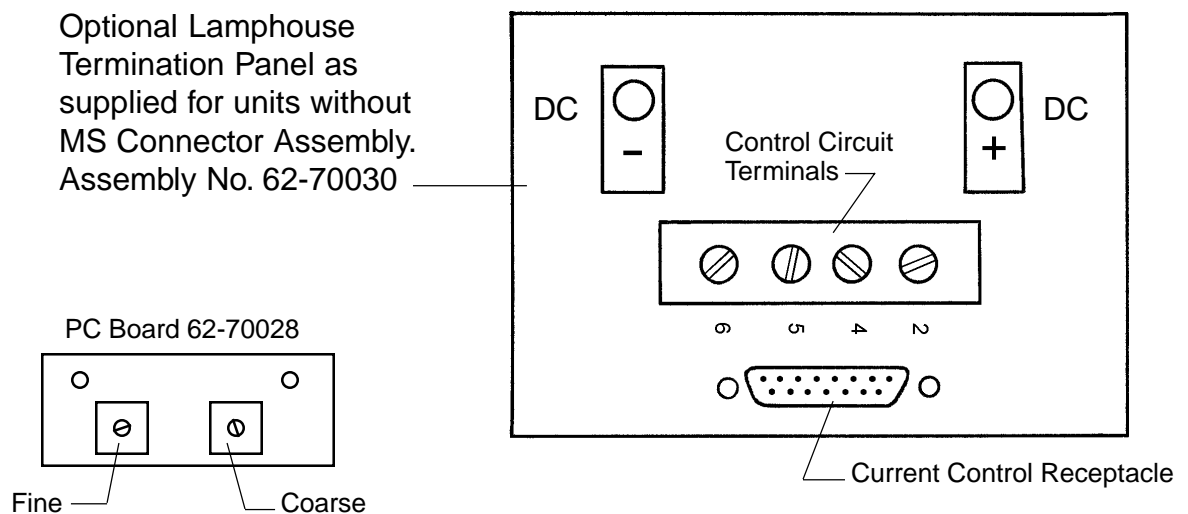 Optional Lamphouse
Termination Panel as
supplied for units without
MS Connector Assembly.
Assembly No. 62-70030
DC
-
+
DC
Control Circuit
Terminals
6
5
4
2
PC Board 62-70028
Fine
Coarse
Current Control Receptacle